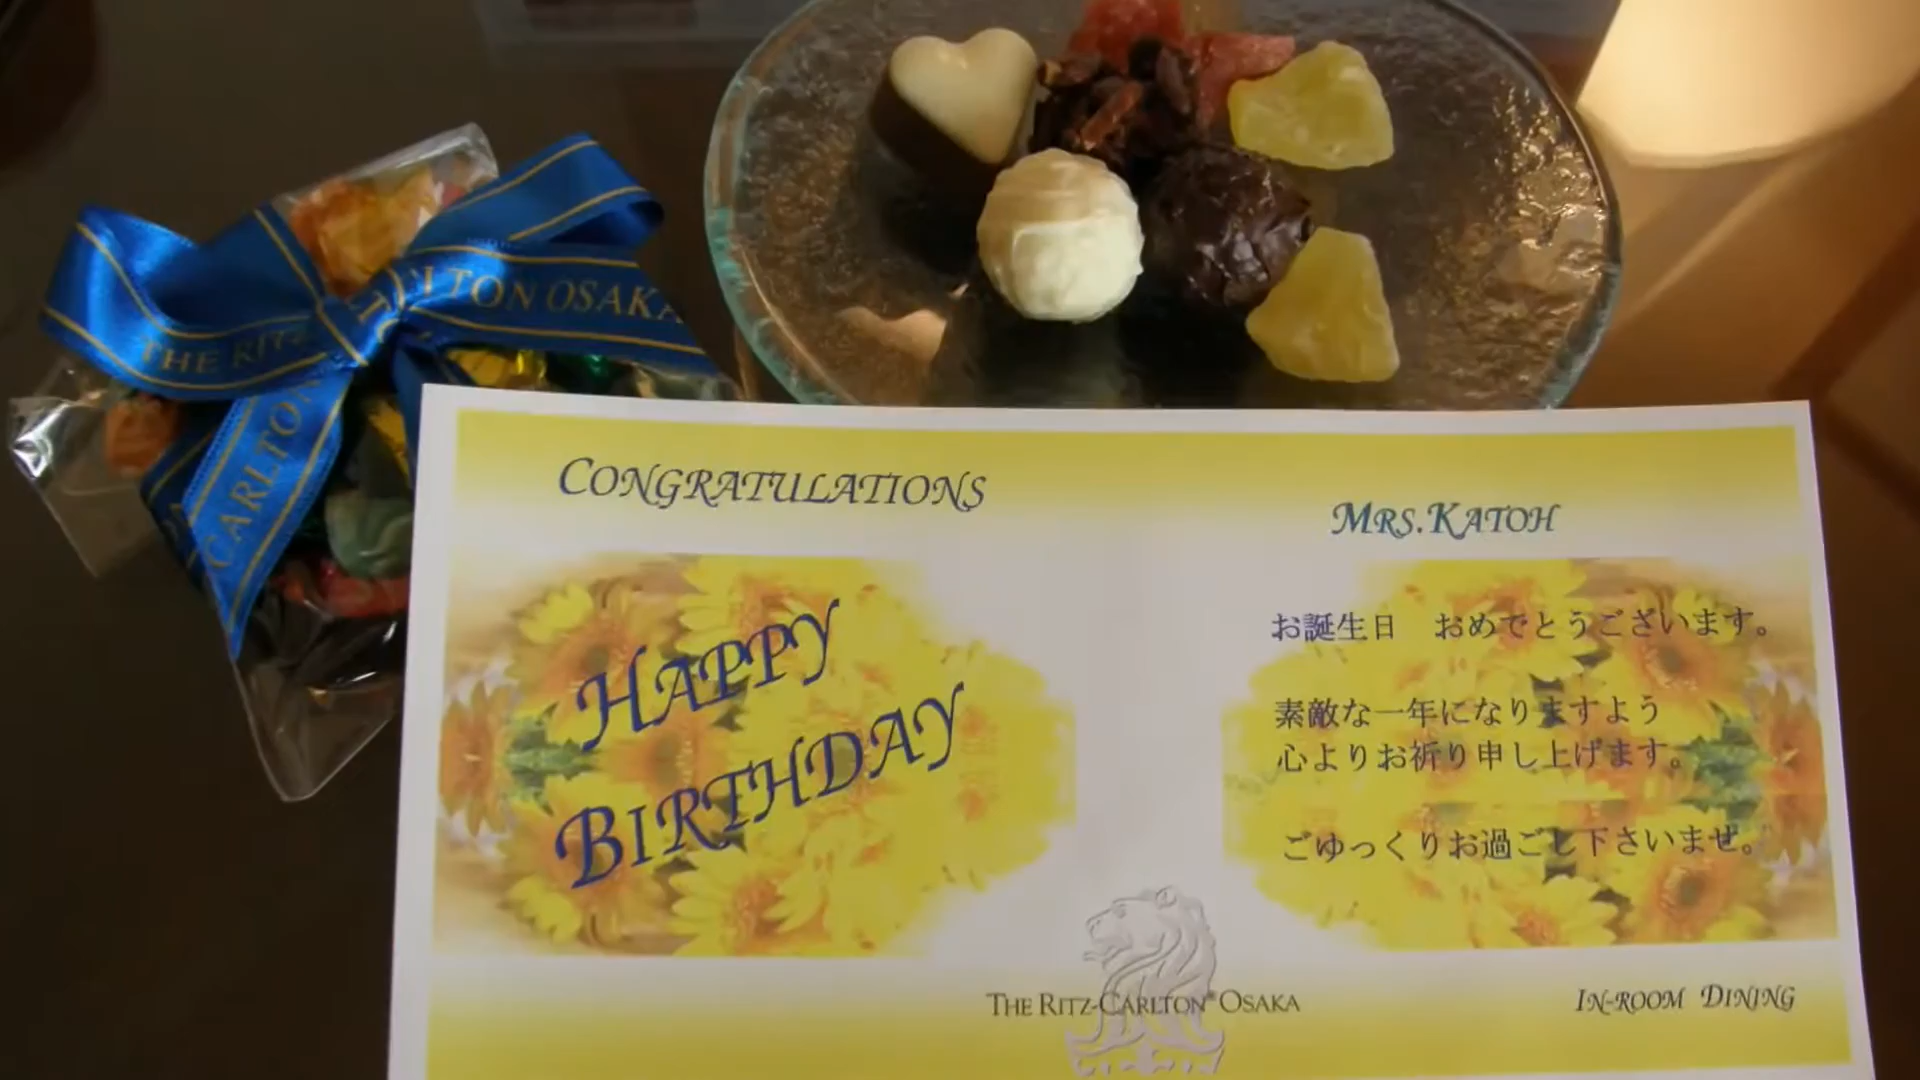 THE RITZ
LTON OSAKA
CARLTON
CONGRATULATIONS
HAPPY
BIRTHDAY
MRS.KATOH
お誕生日　おめでとうございます。
素敵な一年になりますよう
心よりお祈り申し上げます。
ごゆっくりお過ごし下さいませ。
THE RITZ-CARLTON® OSAKA
IN-ROOM DINING